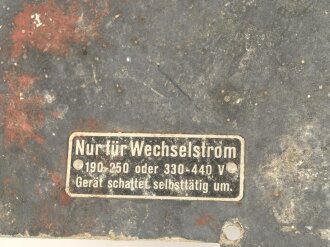 Nur für Wechselstrom
190-250 oder 330-440 V
Gerät schaltet selbsttätig um.